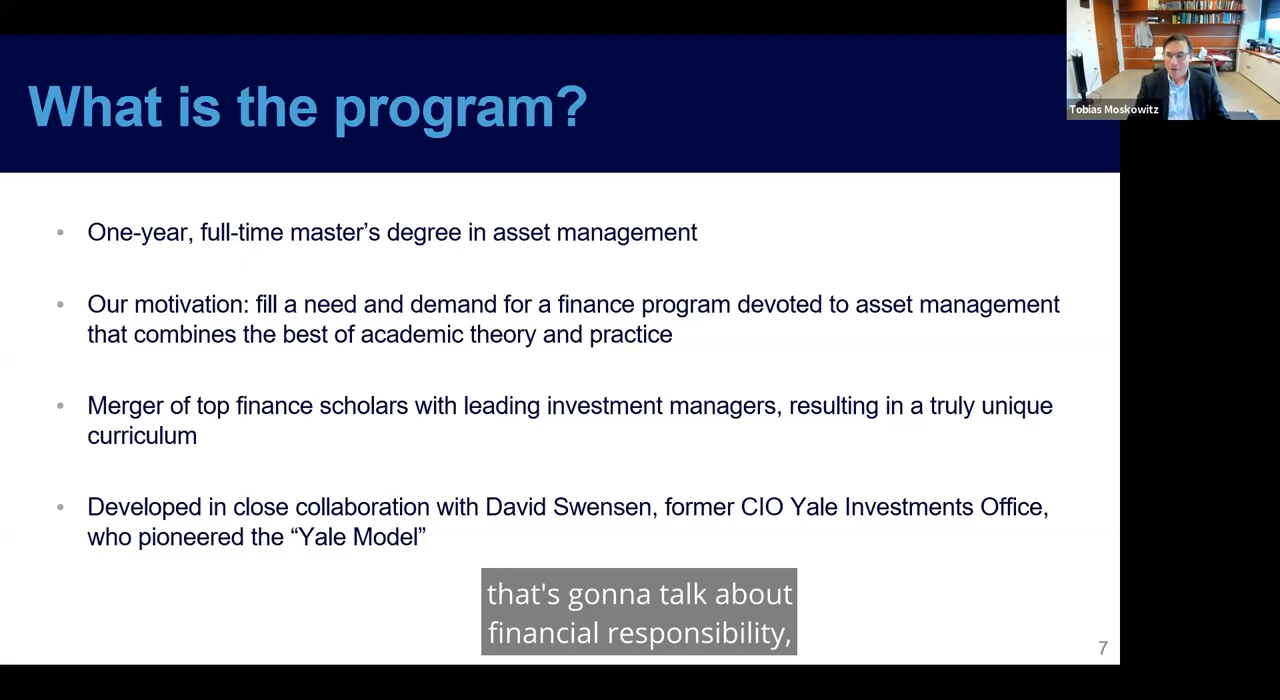 What is the program?
Tobias Moskowitz
• One-year, full-time master’s degree in asset management
• Our motivation: fill a need and demand for a finance program devoted to asset management
that combines the best of academic theory and practice
• Merger of top finance scholars with leading investment managers, resulting in a truly unique
curriculum
• Developed in close collaboration with David Swensen, former CIO Yale Investments Office,
who pioneered the “Yale Model”
that's gonna talk about
financial responsibility,
7